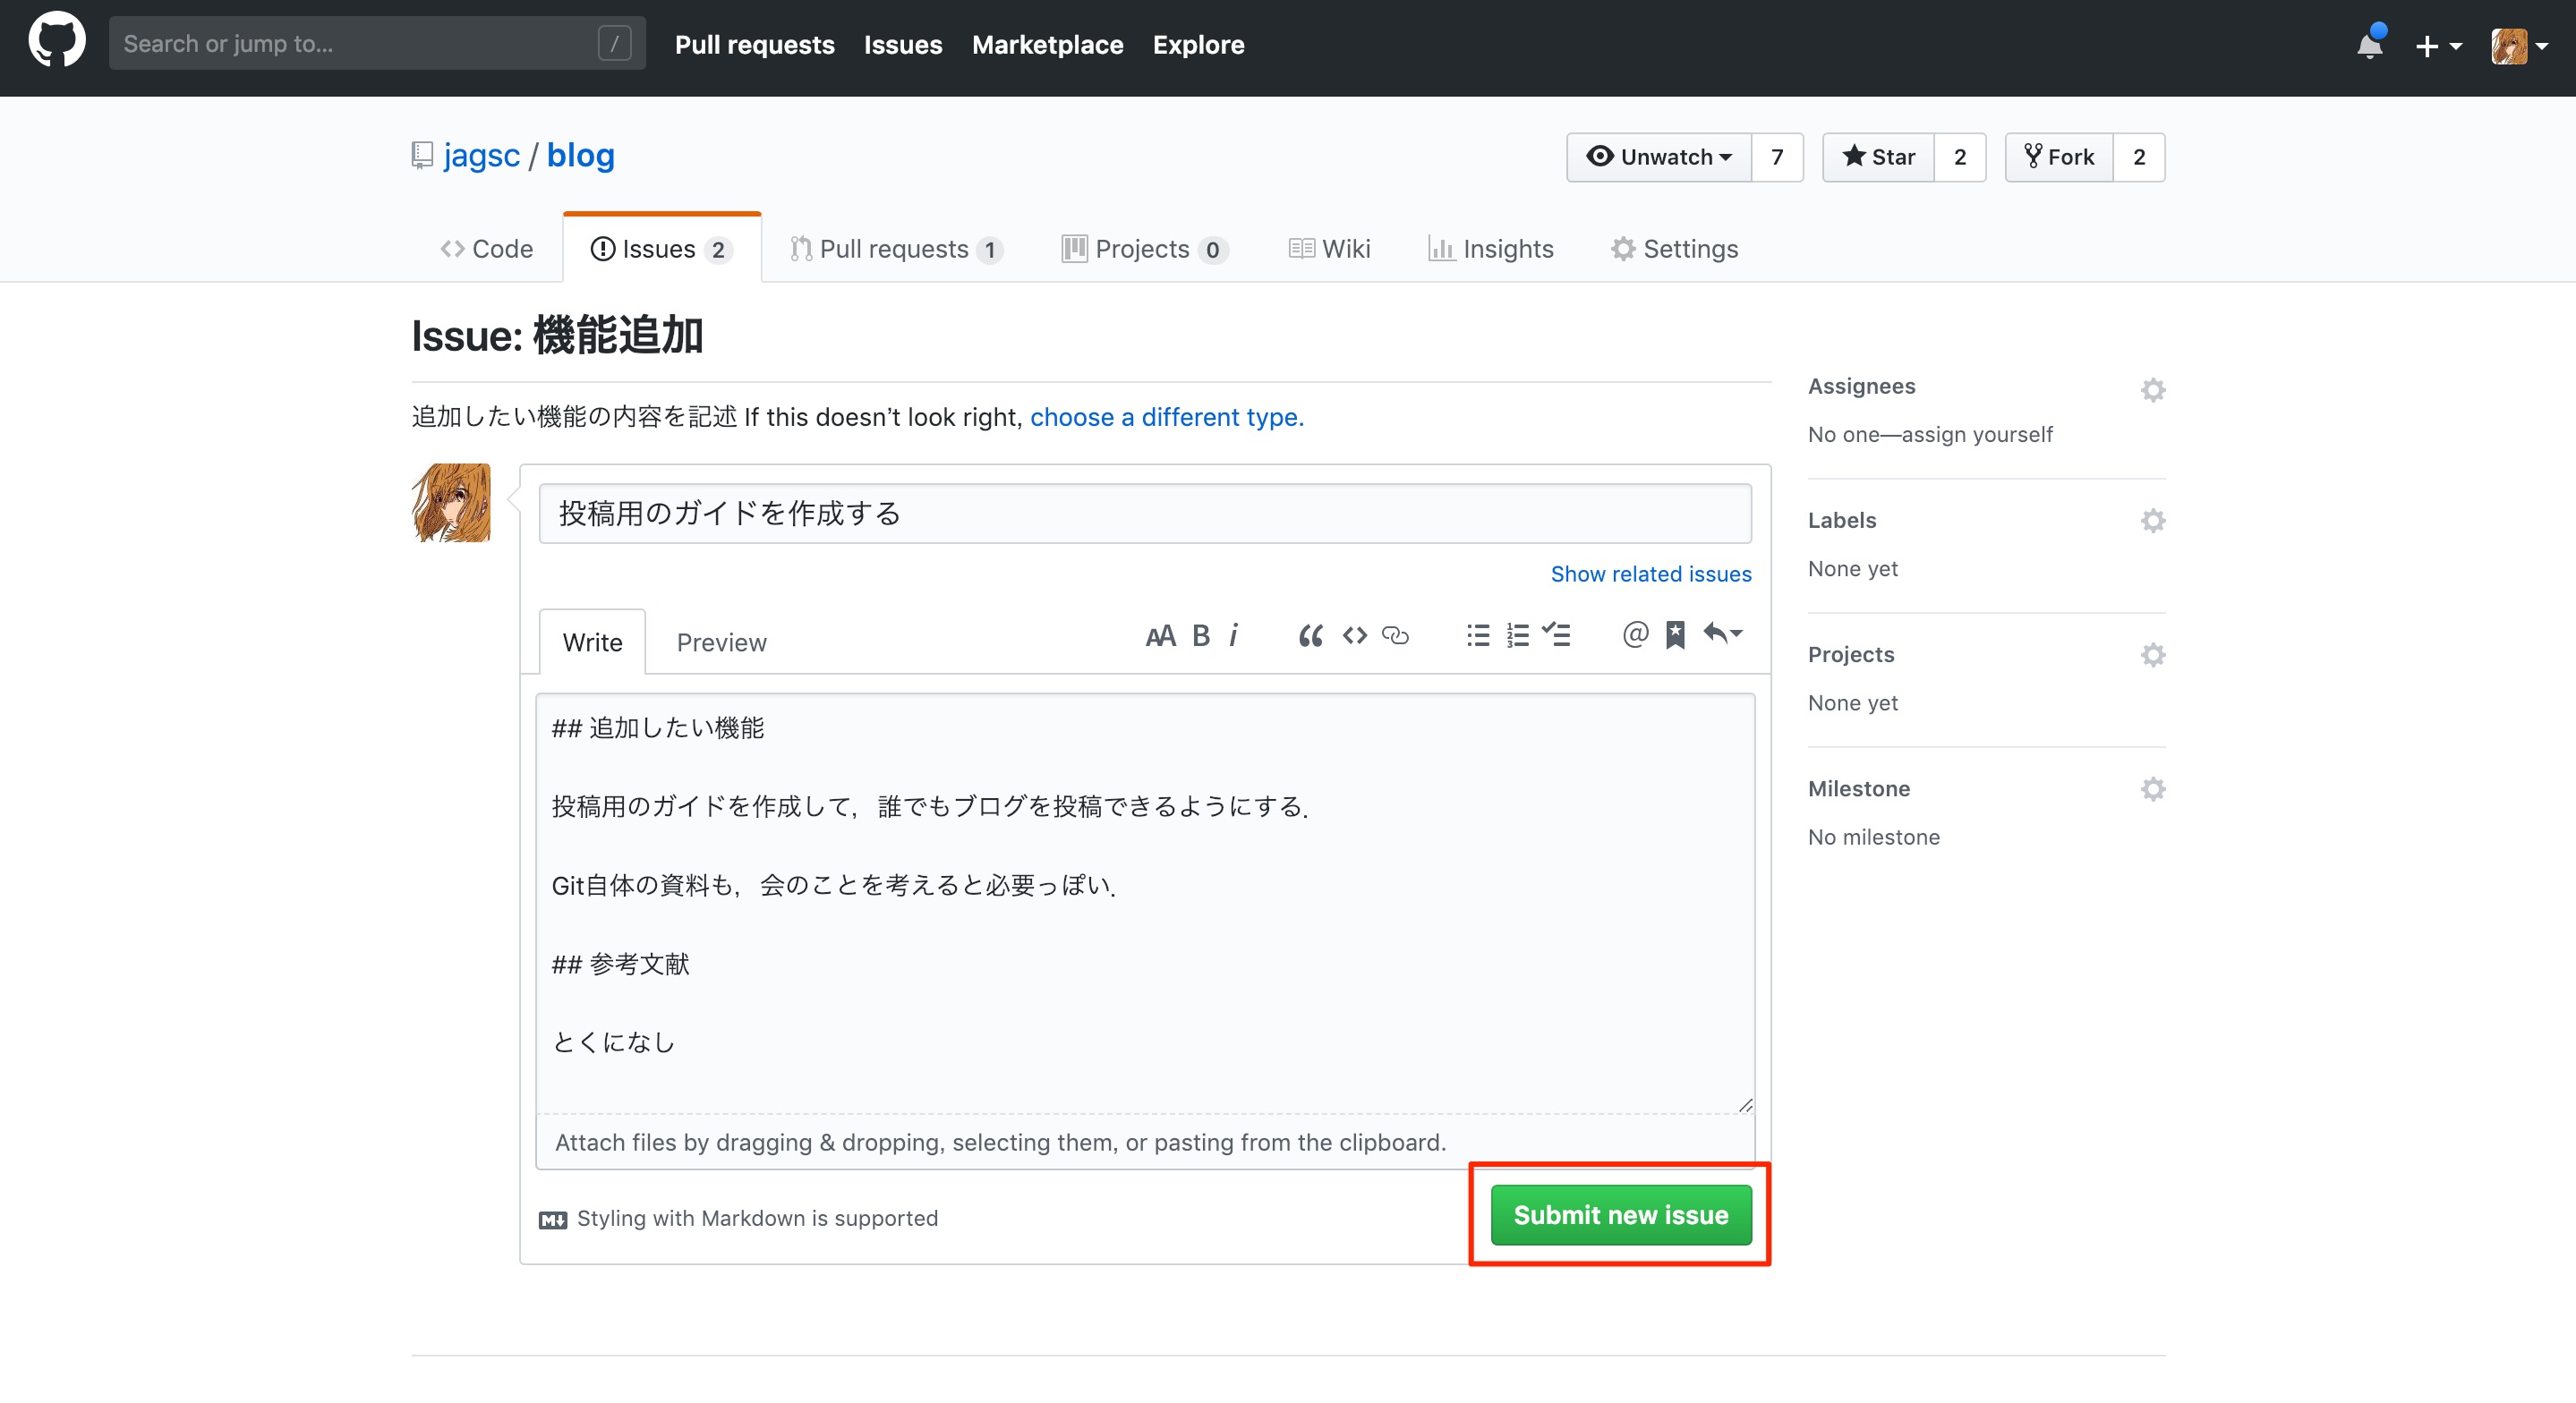 Search or jump to... /
Pull requests Issues Marketplace Explore
jagsc / blog
Unwatch 7 Star 2 Fork 2
Code Issues 2 Pull requests 1 Projects 0 Wiki Insights Settings
Issue: 機能追加
追加したい機能の内容を記述 If this doesn’t look right, choose a different type.
投稿用のガイドを作成する
Show related issues
Write Preview
## 追加したい機能
投稿用のガイドを作成して，誰でもブログを投稿できるようにする．
Git自体の資料も，会のことを考えると必要っぽい．
## 参考文献
とくになし
Attach files by dragging & dropping, selecting them, or pasting from the clipboard.
Styling with Markdown is supported
Submit new issue
Assignees
No one—assign yourself
Labels
None yet
Projects
None yet
Milestone
No milestone